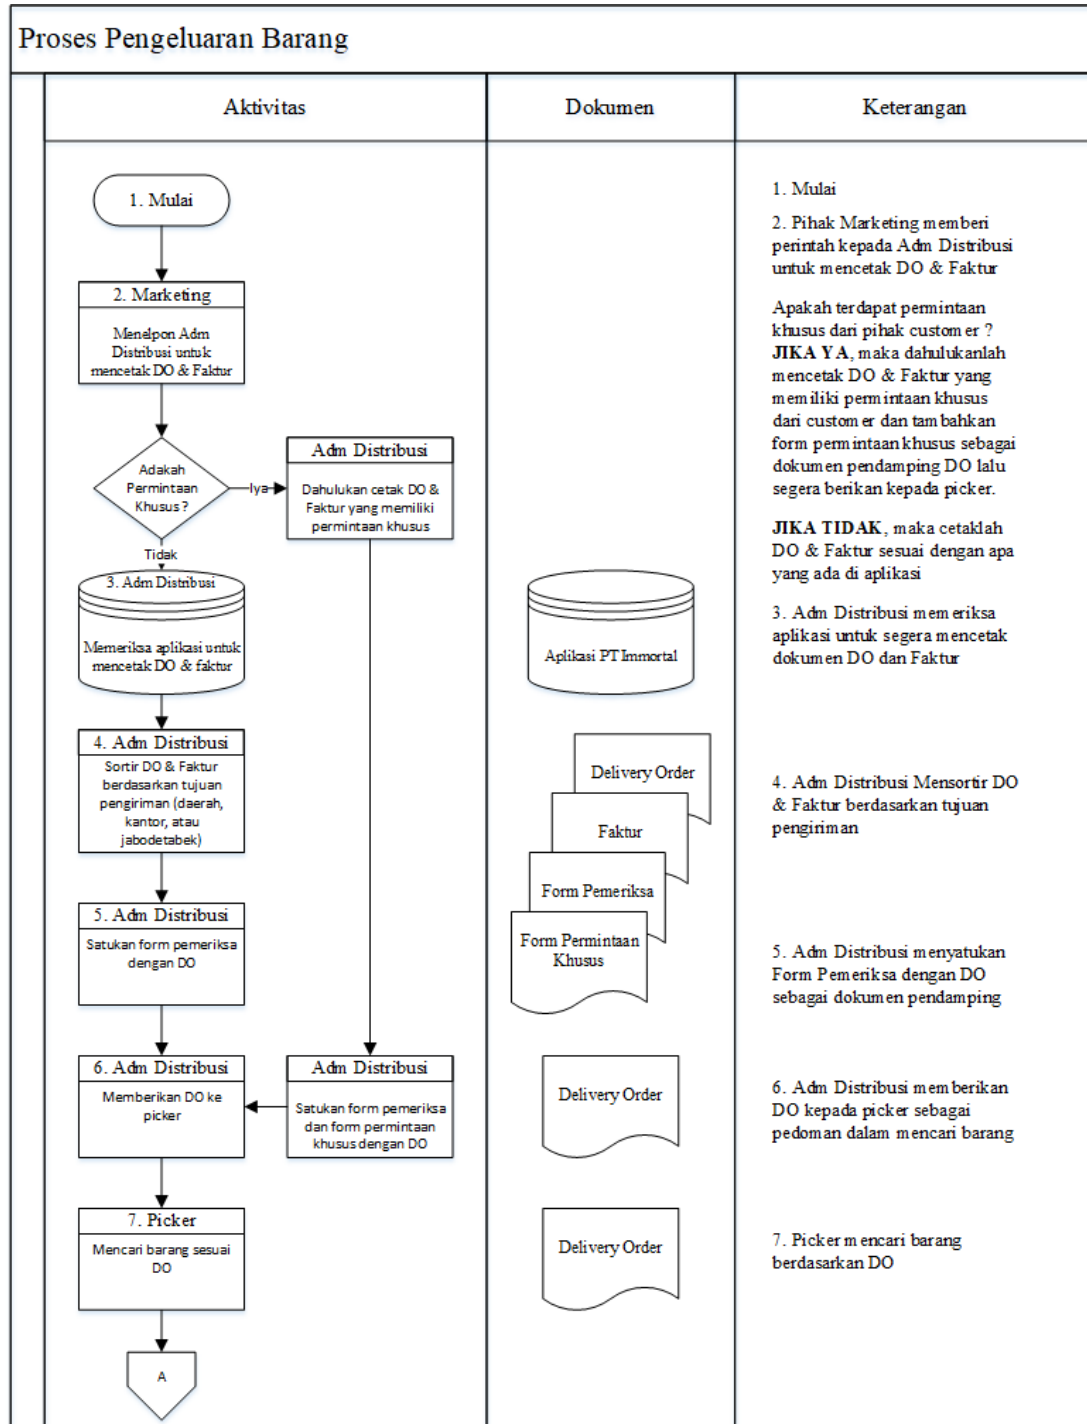 Proses Pengeluaran Barang
Aktivitas
Dokumen
Keterangan
1. Mulai
2. Marketing
Menelpon Adm
Distribusi untuk
mencetak DO & Faktur
Adakah
Permintaan
Khusus ?
Iya
Tidak
Adm Distribusi
Dahulukan cetak DO &
Faktur yang memiliki
permintaan khusus
3. Adm Distribusi
Memeriksa aplikasi untuk
mencetak DO & faktur
4. Adm Distribusi
Sortir DO & Faktur
berdasarkan tujuan
pengiriman (daerah,
kantor, atau
jabodetabek)
5. Adm Distribusi
Satukan form pemeriksa
dengan DO
6. Adm Distribusi
Memberikan DO ke
picker
Adm Distribusi
Satukan form pemeriksa
dan form permintaan
khusus dengan DO
7. Picker
Mencari barang sesuai
DO
A
Aplikasi PT Immortal
Delivery Order
Faktur
Form Pemeriksa
Form Permintaan
Khusus
Delivery Order
Delivery Order
1. Mulai
2. Pihak Marketing memberi
perintah kepada Adm Distribusi
untuk mencetak DO & Faktur
Apakah terdapat permintaan
khusus dari pihak customer ?
JIKA YA, maka dahulukanlah
mencetak DO & Faktur yang
memiliki permintaan khusus
dari customer dan tambahkan
form permintaan khusus sebagai
dokumen pendamping DO lalu
segera berikan kepada picker.
JIKA TIDAK, maka cetaklah
DO & Faktur sesuai dengan apa
yang ada di aplikasi
3. Adm Distribusi memeriksa
aplikasi untuk segera mencetak
dokumen DO dan Faktur
4. Adm Distribusi Mensortir DO
& Faktur berdasarkan tujuan
pengiriman
5. Adm Distribusi menyatukan
Form Pemeriksa dengan DO
sebagai dokumen pendamping
6. Adm Distribusi memberikan
DO kepada picker sebagai
pedoman dalam mencari barang
7. Picker mencari barang
berdasarkan DO